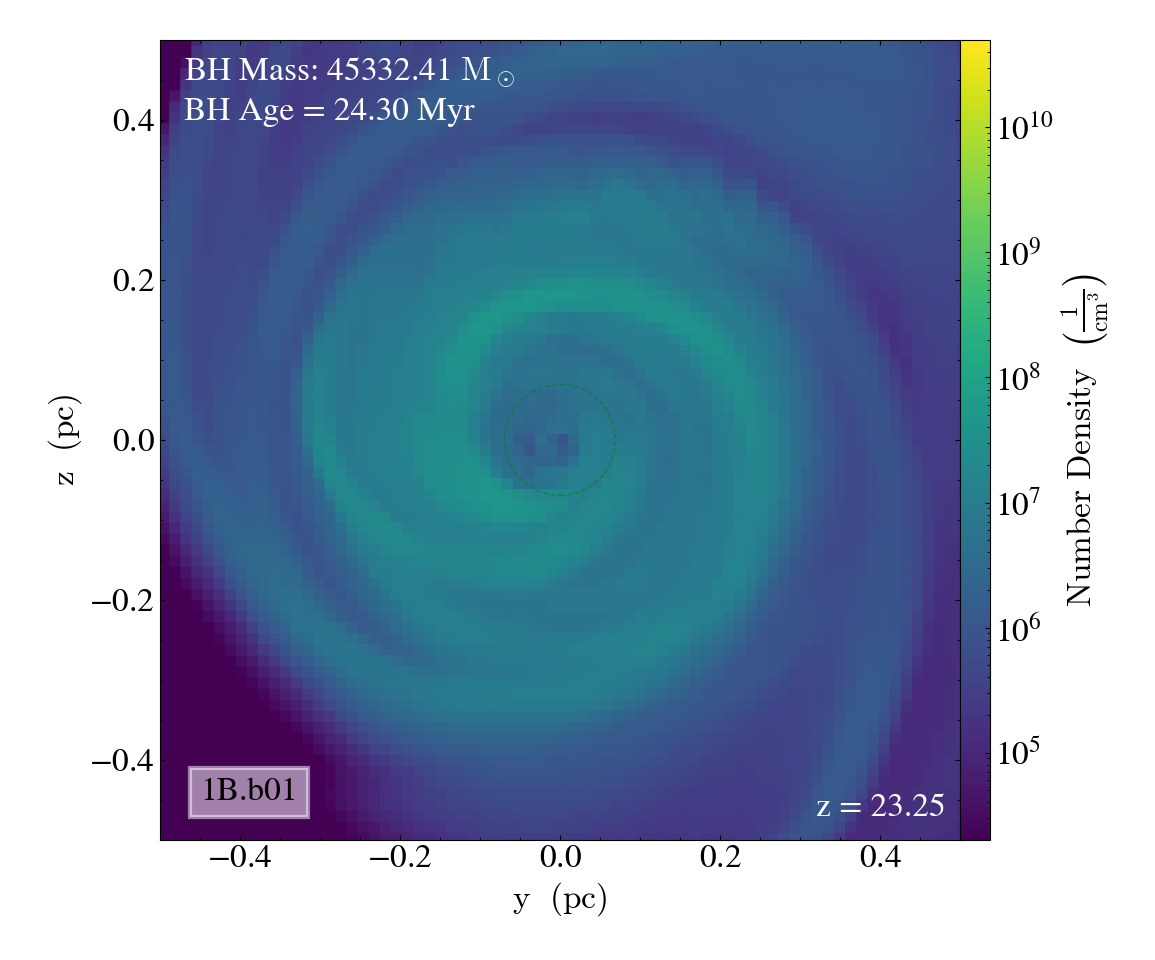 BH Mass: 45332.41 M⊙
BH Age = 24.30 Myr
0.4
0.2
0.0
−0.2
−0.4
z (pc)
1B.b01
z = 23.25
−0.4 −0.2 0.0 0.2 0.4
y (pc)
10^10
10^9
10^8
10^7
10^6
10^5
Number Density (1/cm^3)